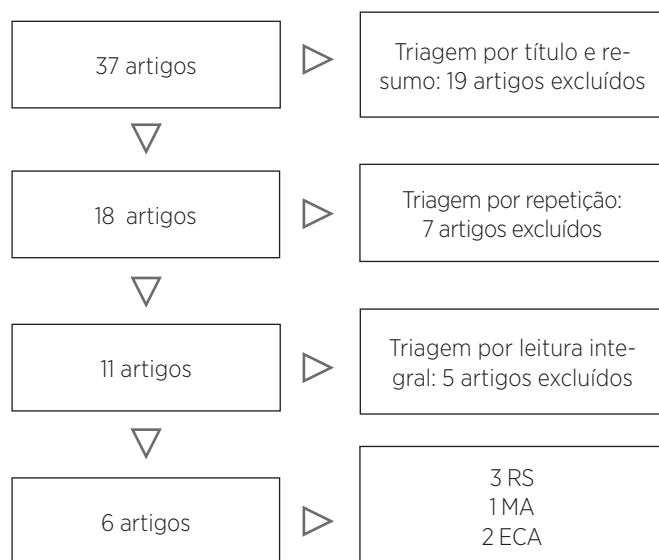 37 artigos
Triagem por título e re-
sumo: 19 artigos excluídos
18 artigos
Triagem por repetição:
7 artigos excluídos
11 artigos
Triagem por leitura inte-
gral: 5 artigos excluídos
6 artigos
3 RS
1 MA
2 ECA